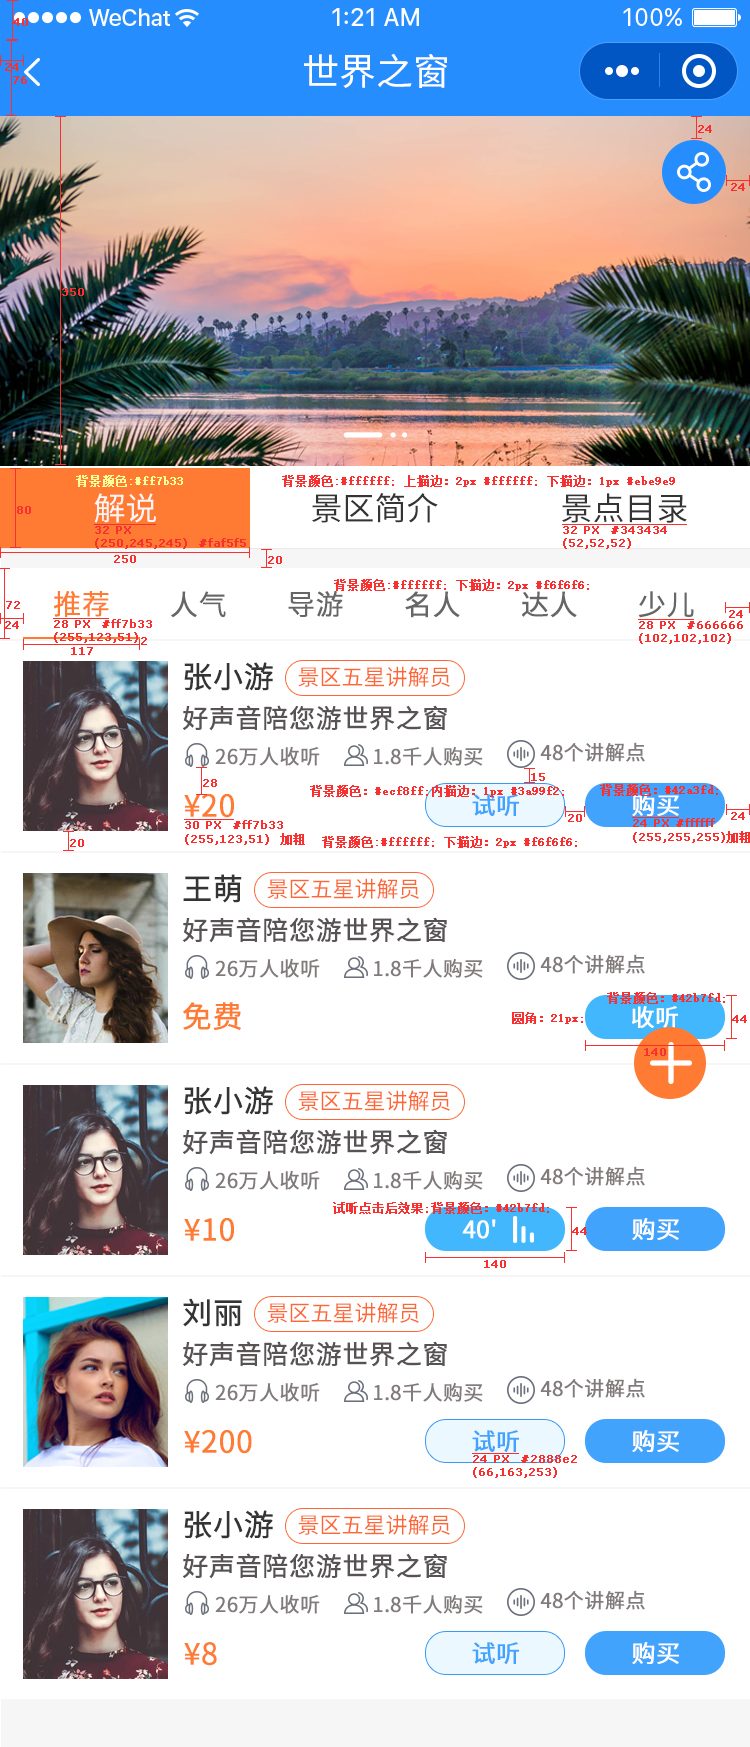 WeChat 1:21 AM 100%
48
24
76
世界之窗
24
24
350
背景颜色:#ff7b33
背景颜色:#ffffff; 上描边: 2px #ffffff; 下描边: 1px #ebe9e9
解说 景区简介 景点目录
80
32 PX
(250,245,245) #faf5f5
32 PX #343434
(52,52,52)
250
20
背景颜色:#ffffff; 下描边: 2px #f6f6f6;
72
推荐 人气 导游 名人 达人 少儿
24
24
28 PX #ff7b33
(255,123,51)
2
28 PX #666666
(102,102,102)
117
张小游 景区五星讲解员
好声音陪您游世界之窗
26万人收听 1.8千人购买 48个讲解点
28
15
背景颜色: #ecf8ff;内描边: 1px #3a99f2;
背景颜色: #42a3fd;
¥20 试听 购买
20
24
30 PX #ff7b33
(255,123,51) 加粗
24 PX #ffffff
(255,255,255)加粗
20
背景颜色:#ffffff; 下描边: 2px #f6f6f6;
王萌 景区五星讲解员
好声音陪您游世界之窗
26万人收听 1.8千人购买 48个讲解点
背景颜色: #42b7fd;
免费 圆角: 21px; 收听
44
140
张小游 景区五星讲解员
好声音陪您游世界之窗
26万人收听 1.8千人购买 48个讲解点
试听点击后效果:背景颜色: #42b7fd;
¥10 40' 44 购买
140
刘丽 景区五星讲解员
好声音陪您游世界之窗
26万人收听 1.8千人购买 48个讲解点
¥200 试听 购买
24 PX #2888e2
(66,163,253)
张小游 景区五星讲解员
好声音陪您游世界之窗
26万人收听 1.8千人购买 48个讲解点
¥8 试听 购买